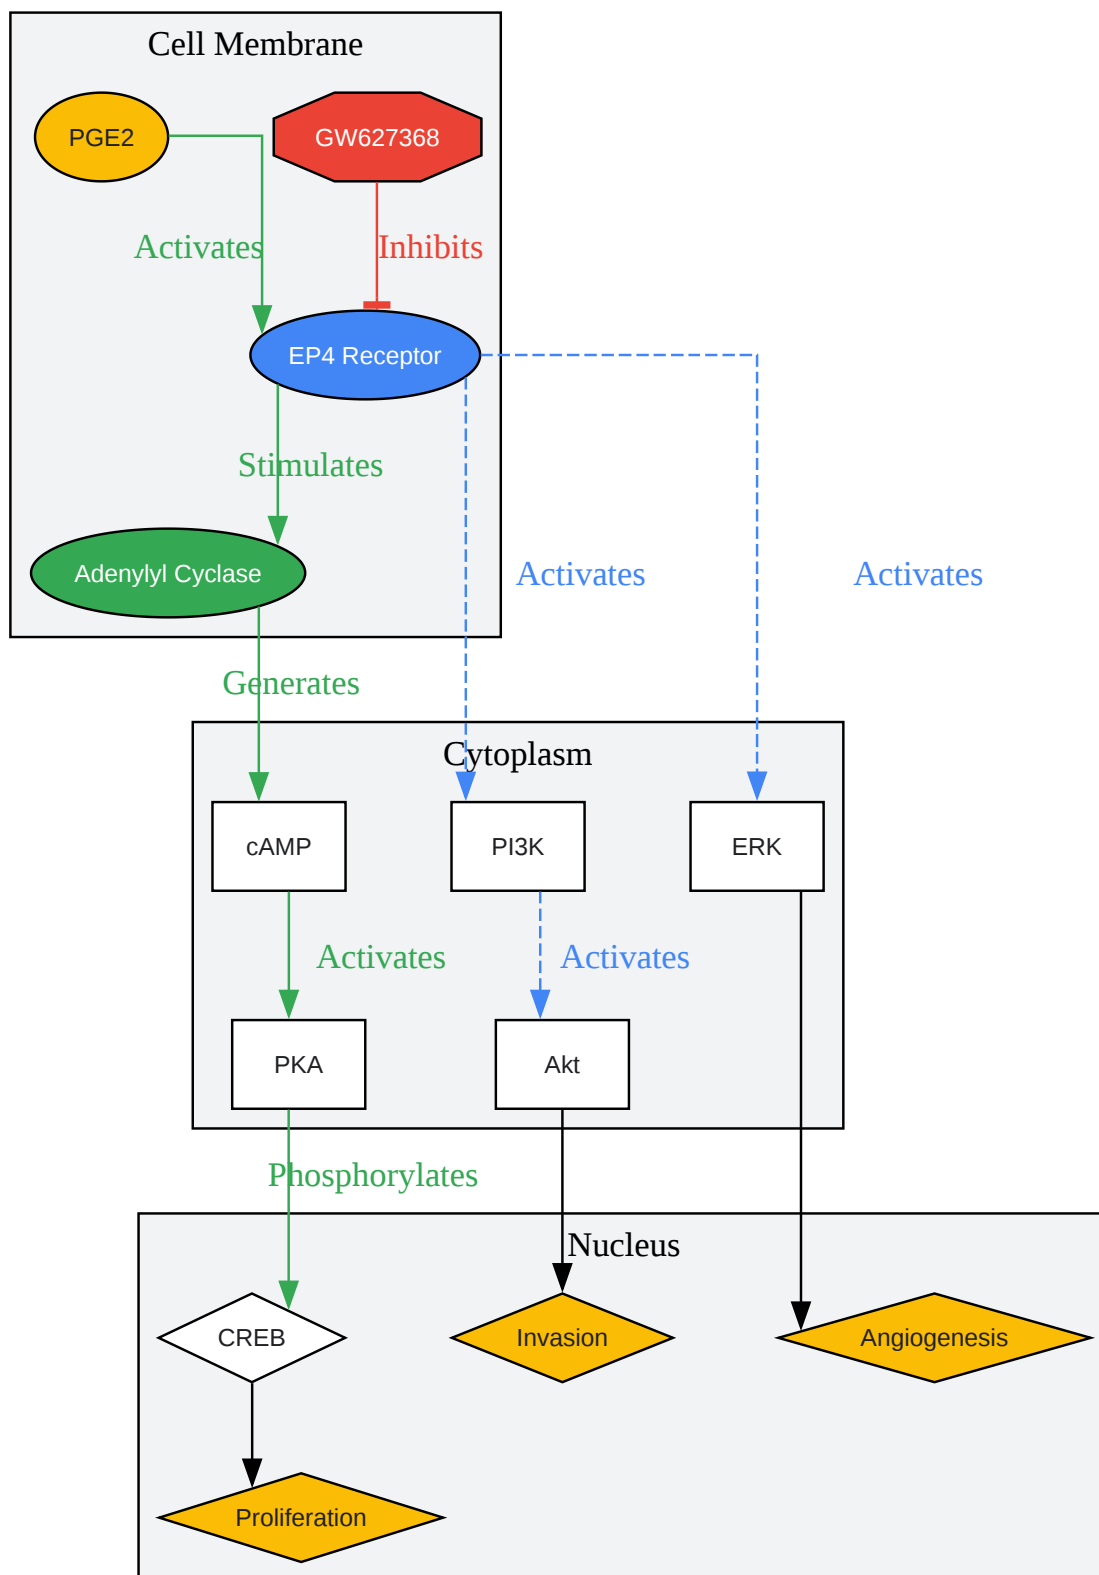 Cell Membrane
PGE2
GW627368
Activates
Inhibits
EP4 Receptor
Stimulates
Adenylyl Cyclase
Activates
Activates
Generates
Cytoplasm
cAMP
PI3K
ERK
Activates
Activates
PKA
Akt
Phosphorylates
Nucleus
CREB
Invasion
Angiogenesis
Proliferation